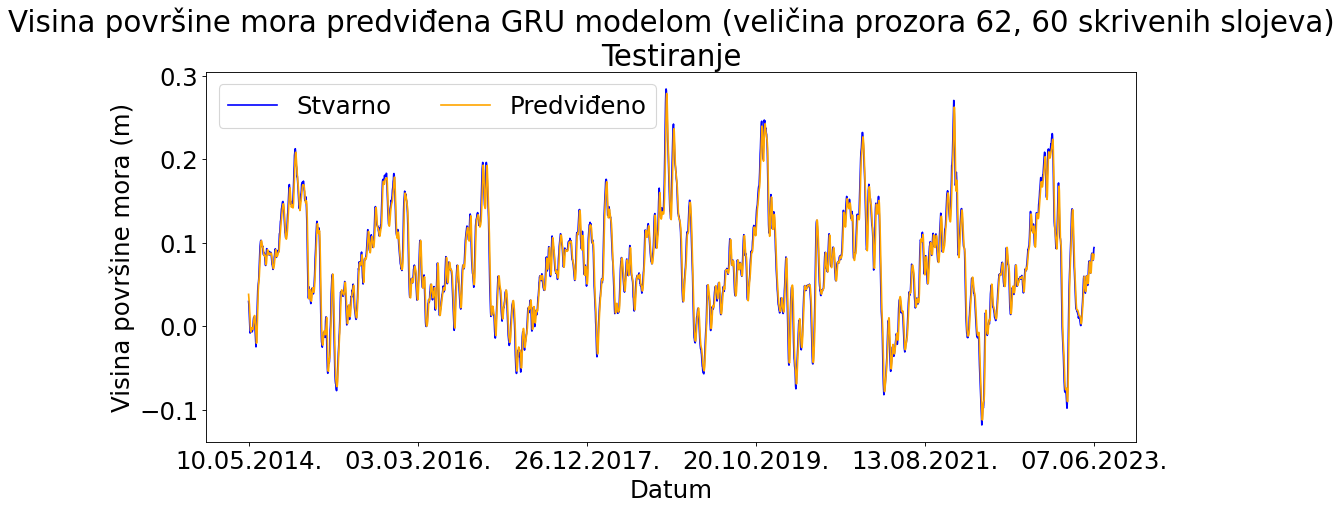 Visina površine mora predviđena GRU modelom (veličina prozora 62, 60 skrivenih slojeva)
Testiranje
Stvarno Predviđeno
Visina površine mora (m)
0.3
0.2
0.1
0.0
−0.1
10.05.2014. 03.03.2016. 26.12.2017. 20.10.2019. 13.08.2021. 07.06.2023.
Datum